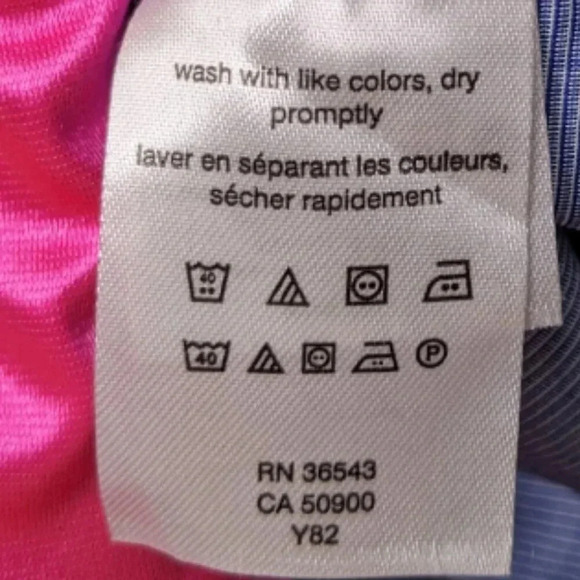 wash with like colors, dry
promptly
laver en séparant les couleurs,
sécher rapidement
40
40 P
RN 36543
CA 50900
Y82